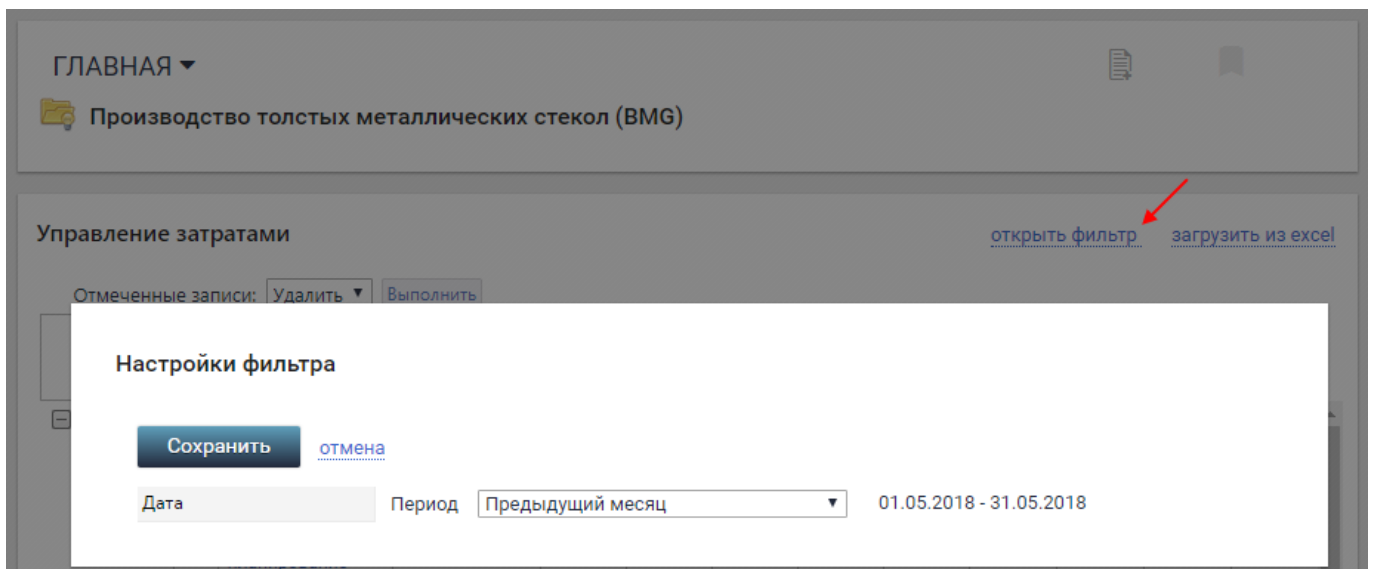 ГЛАВНАЯ
Производство толстых металлических стекол (BMG)
Управление затратами
открыть фильтр загрузить из excel
Отмеченные записи: Удалить Выполнить
Настройки фильтра
Сохранить отмена
Дата Период Предыдущий месяц 01.05.2018 - 31.05.2018